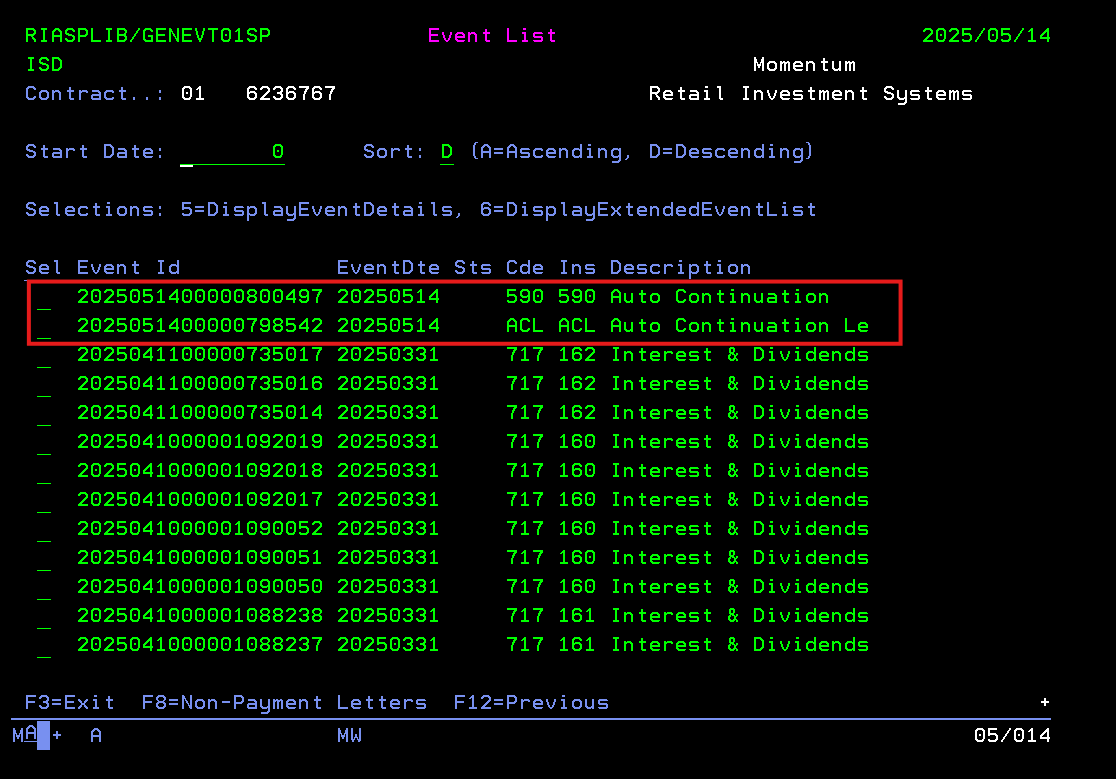 RIASPLIB/GENEVT01SP Event List 2025/05/14
ISD Momentum
Contract..: 01 6236767 Retail Investment Systems
Start Date: 0 Sort: D (A=Ascending, D=Descending)
Selections: 5=DisplayEventDetails, 6=DisplayExtendedEventList
Sel Event Id EventDte Sts Cde Ins Description
_ 2025051400000800497 20250514 590 590 Auto Continuation
_ 2025051400000798542 20250514 ACL ACL Auto Continuation Le
_ 2025041100000735017 20250331 717 162 Interest & Dividends
_ 2025041100000735016 20250331 717 162 Interest & Dividends
_ 2025041100000735014 20250331 717 162 Interest & Dividends
_ 2025041000001092019 20250331 717 160 Interest & Dividends
_ 2025041000001092018 20250331 717 160 Interest & Dividends
_ 2025041000001092017 20250331 717 160 Interest & Dividends
_ 2025041000001090052 20250331 717 160 Interest & Dividends
_ 2025041000001090051 20250331 717 160 Interest & Dividends
_ 2025041000001090050 20250331 717 160 Interest & Dividends
_ 2025041000001088238 20250331 717 161 Interest & Dividends
_ 2025041000001088237 20250331 717 161 Interest & Dividends
F3=Exit F8=Non-Payment Letters F12=Previous +
MA + A MW 05/014